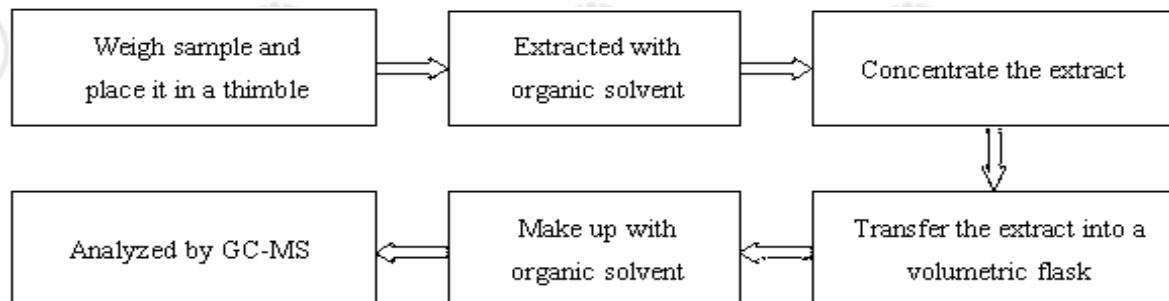 Weigh sample and
place it in a thimble
Extracted with
organic solvent
Concentrate the extract
Transfer the extract into a
volumetric flask
Make up with
organic solvent
Analyzed by GC-MS